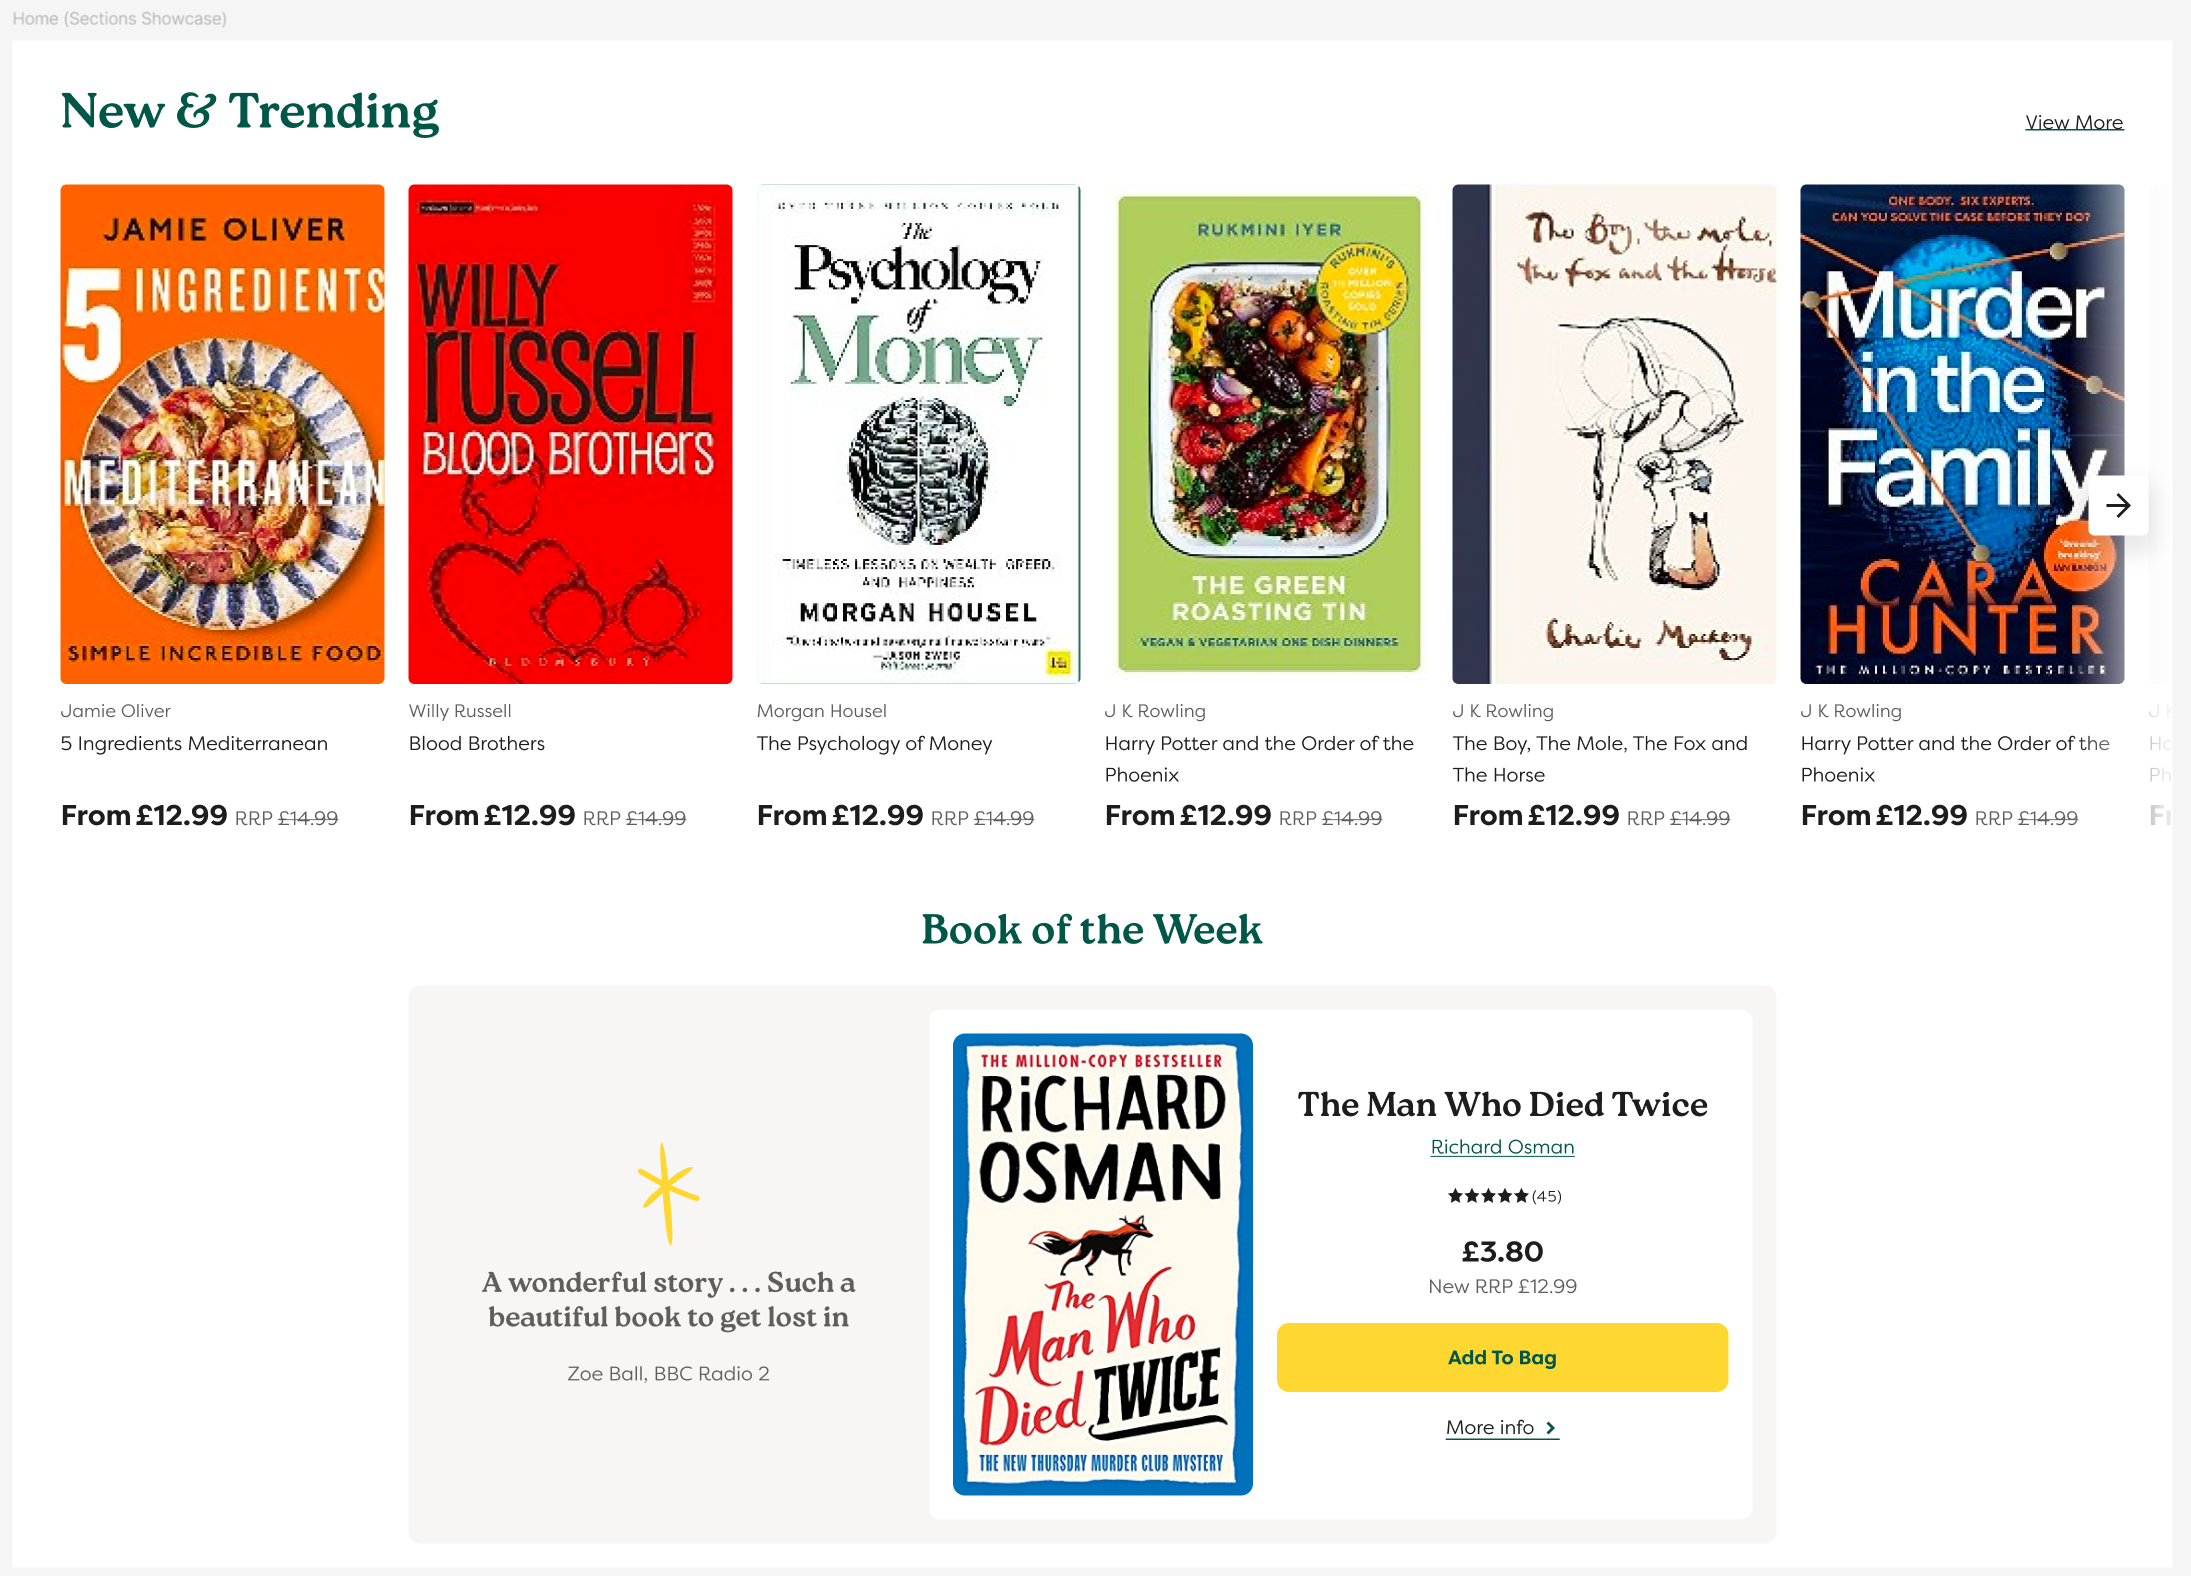 Home (Sections Showcase)
New & Trending
View More
JAMIE OLIVER
5 INGREDIENTS
MEDITERRANEAN
SIMPLE INCREDIBLE FOOD
WILLY
RUSSELL
BLOOD BROTHERS
BLOOMSBURY
The
Psychology
of
Money
TIMELESS LESSONS ON WEALTH, GREED,
AND HAPPINESS
MORGAN HOUSEL
—JASON ZWEIG
RUKMINI IYER
RUKMINI'S
ROASTING TIN SERIES
OVER
MILLION
COPIES
SOLD
THE GREEN
ROASTING TIN
VEGAN & VEGETARIAN ONE DISH DINNERS
The Boy, the mole,
the fox and the Horse
Charlie Mackesy
ONE BODY. SIX EXPERTS.
CAN YOU SOLVE THE CASE BEFORE THEY DO?
Murder
in the
Family
'Ground-
breaking'
IAN RANKIN
CARA
HUNTER
THE MILLION-COPY BESTSELLER
Jamie Oliver
5 Ingredients Mediterranean
From £12.99 RRP £14.99
Willy Russell
Blood Brothers
From £12.99 RRP £14.99
Morgan Housel
The Psychology of Money
From £12.99 RRP £14.99
J K Rowling
Harry Potter and the Order of the
Phoenix
From £12.99 RRP £14.99
J K Rowling
The Boy, The Mole, The Fox and
The Horse
From £12.99 RRP £14.99
J K Rowling
Harry Potter and the Order of the
Phoenix
From £12.99 RRP £14.99
Book of the Week
A wonderful story . . . Such a
beautiful book to get lost in
Zoe Ball, BBC Radio 2
THE MILLION-COPY BESTSELLER
RICHARD
OSMAN
The
Man Who
Died TWICE
THE NEW THURSDAY MURDER CLUB MYSTERY
The Man Who Died Twice
Richard Osman
★★★★★ (45)
£3.80
New RRP £12.99
Add To Bag
More info